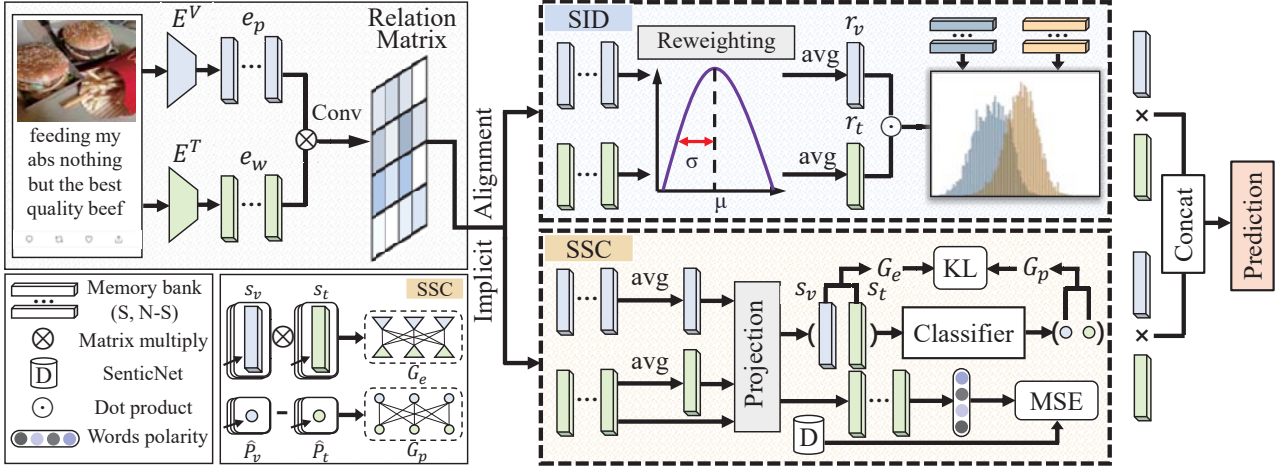 E^V
e_p
Relation
Matrix
Conv
feeding my
abs nothing
but the best
quality beef
E^T
e_w
Implicit Alignment
Memory bank
(S, N-S)
Matrix multiply
D
SenticNet
Dot product
Words polarity
SSC
s_v
s_t
G_e
P̂_v
P̂_t
G_p
SID
Reweighting
σ
μ
avg
r_v
avg
r_t
SSC
avg
avg
Projection
s_v
s_t
G_e
KL
G_p
( )
Classifier
( )
D
MSE
×
×
Concat
Prediction